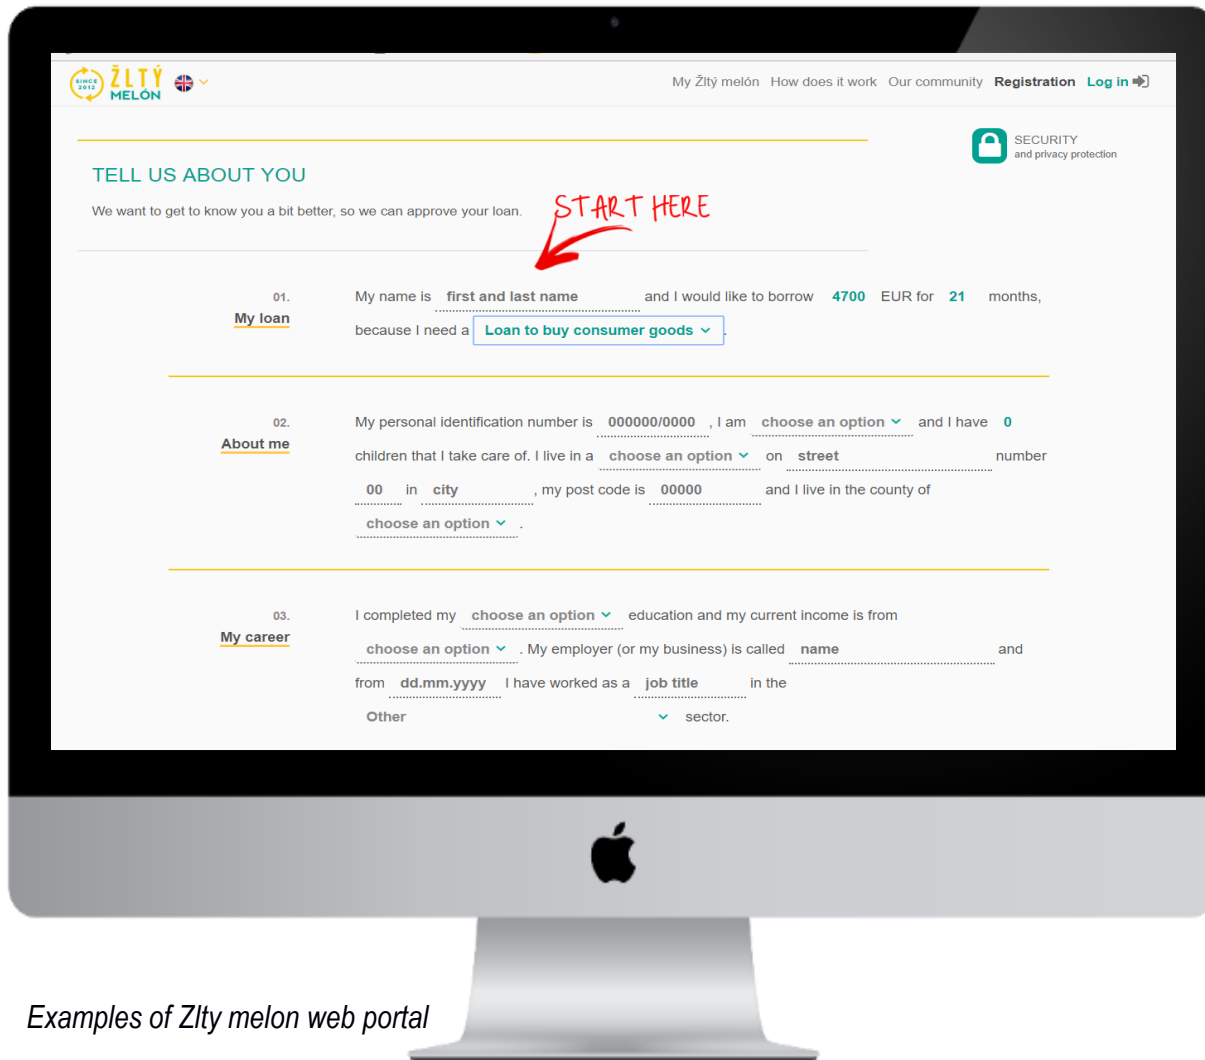 SINCE 2012 ŽLTÝ MELÓN
My Žltý melón How does it work Our community Registration Log in
SECURITY
and privacy protection
TELL US ABOUT YOU
We want to get to know you a bit better, so we can approve your loan.
START HERE
01.
My loan
My name is first and last name and I would like to borrow 4700 EUR for 21 months,
because I need a Loan to buy consumer goods .
02.
About me
My personal identification number is 000000/0000 , I am choose an option and I have 0
children that I take care of. I live in a choose an option on street number
00 in city , my post code is 00000 and I live in the county of
choose an option .
03.
My career
I completed my choose an option education and my current income is from
choose an option . My employer (or my business) is called name and
from dd.mm.yyyy I have worked as a job title in the
Other sector.
Examples of Zlty melon web portal